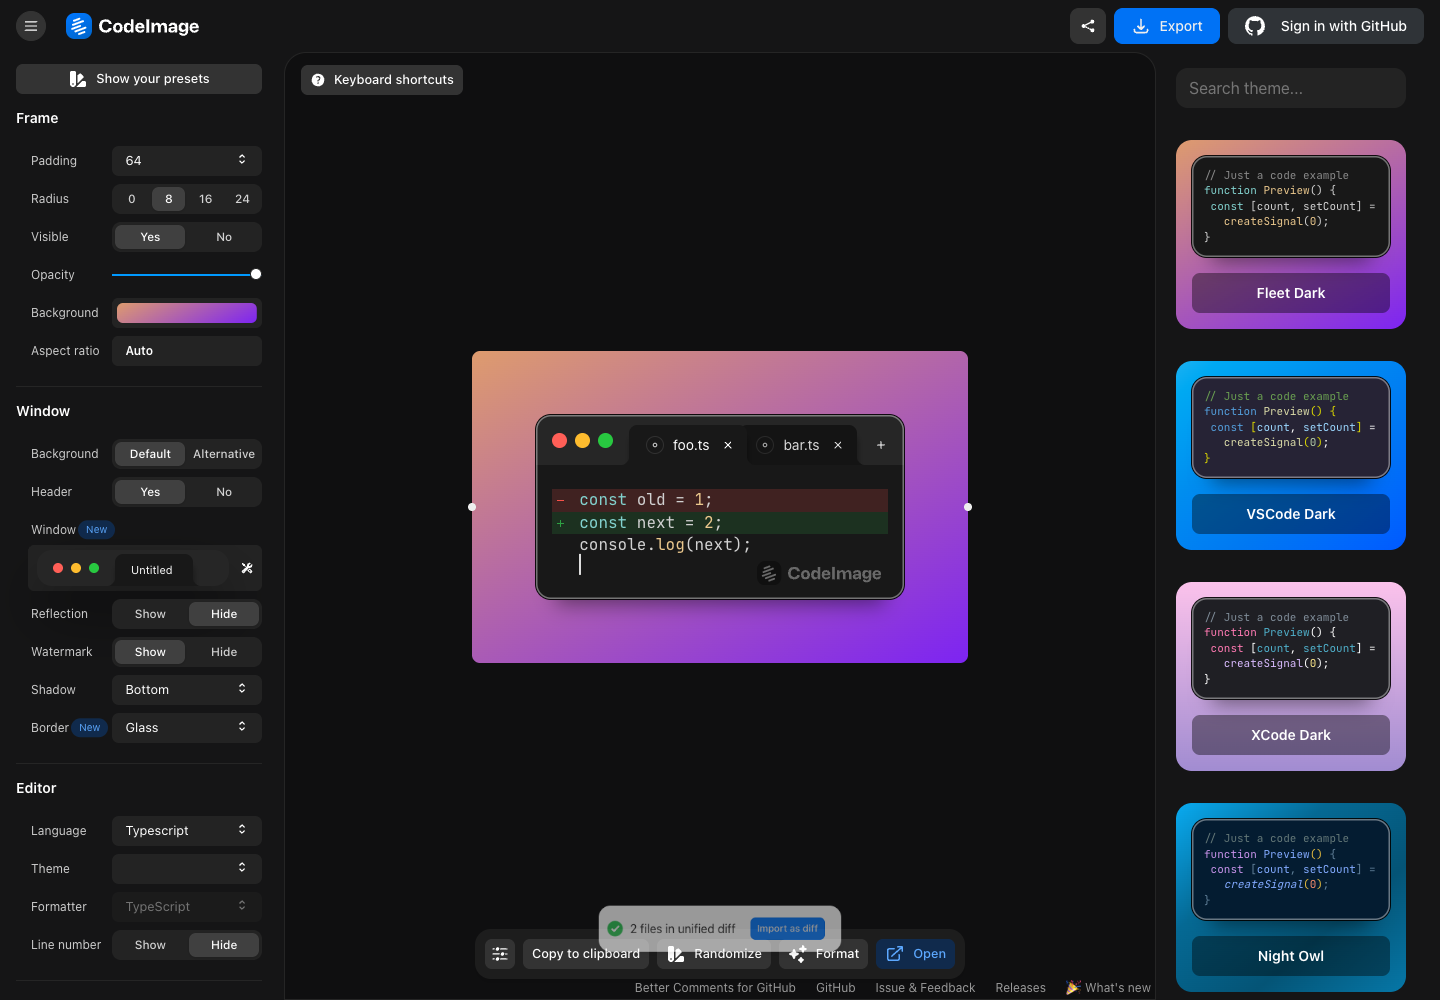 CodeImage
Export
Sign in with GitHub
Show your presets
Keyboard shortcuts
Frame
Padding
64
Radius
0
8
16
24
Visible
Yes
No
Opacity
Background
Aspect ratio
Auto
Window
Background
Default
Alternative
Header
Yes
No
Window
New
Untitled
Reflection
Show
Hide
Watermark
Show
Hide
Shadow
Bottom
Border
New
Glass
Editor
Language
Typescript
Theme
Formatter
TypeScript
Line number
Show
Hide
foo.ts ×
bar.ts ×
+
− const old = 1;
+ const next = 2;
console.log(next);
CodeImage
2 files in unified diff
Import as diff
Copy to clipboard
Randomize
Format
Open
Better Comments for GitHub
GitHub
Issue & Feedback
Releases
🎉 What's new
Search theme...
// Just a code example
function Preview() {
const [count, setCount] =
createSignal(0);
}
Fleet Dark
// Just a code example
function Preview() {
const [count, setCount] =
createSignal(0);
}
VSCode Dark
// Just a code example
function Preview() {
const [count, setCount] =
createSignal(0);
}
XCode Dark
// Just a code example
function Preview() {
const [count, setCount] =
createSignal(0);
}
Night Owl